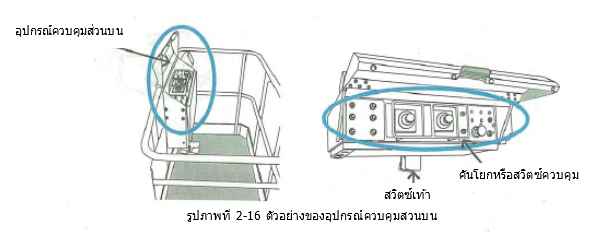 อุปกรณ์ควบคุมส่วนบน
คันโยกหรือสวิตซ์ควบคุม
สวิตซ์เท้า
รูปภาพที่ 2-16 ตัวอย่างของอุปกรณ์ควบคุมส่วนบน